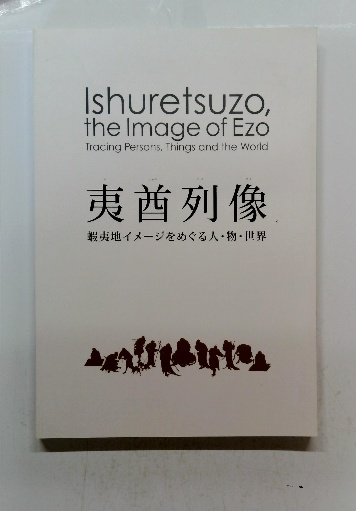 Ishuretsuzo,
the Image of Ezo
Tracing Persons, Things and the World
夷酋列像
蝦夷地イメージをめぐる人・物・世界